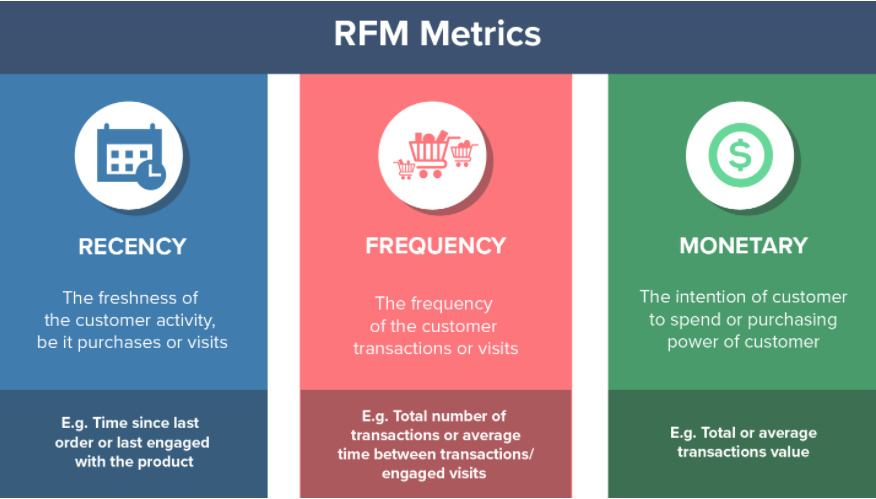 RFM Metrics
RECENCY
The freshness of
the customer activity,
be it purchases or visits
E.g. Time since last
order or last engaged
with the product
FREQUENCY
The frequency
of the customer
transactions or visits
E.g. Total number of
transactions or average
time between transactions/
engaged visits
MONETARY
The intention of customer
to spend or purchasing
power of customer
E.g. Total or average
transactions value